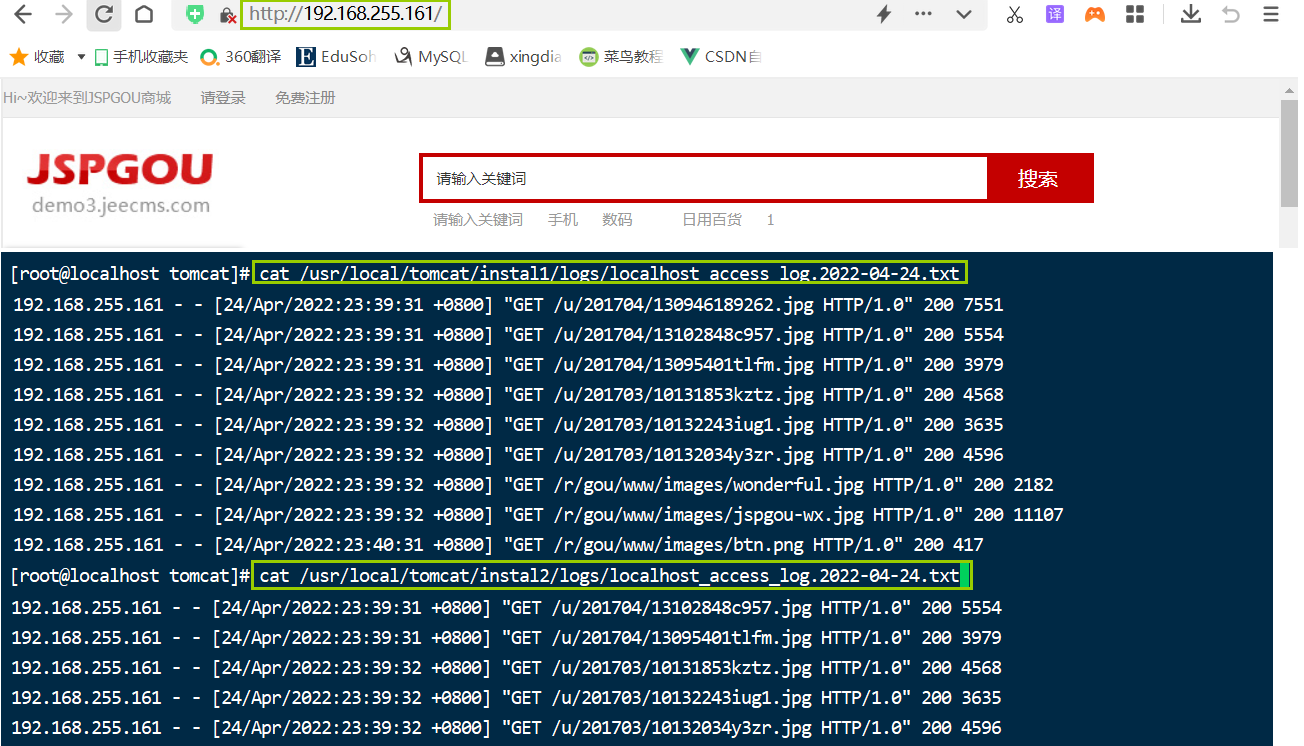 http://192.168.255.161/
译
收藏 手机收藏夹 360翻译 EduSoh MySQL xingdia 菜鸟教程 CSDN自
Hi~欢迎来到JSPGOU商城 请登录 免费注册
JSPGOU
demo3.jeecms.com
请输入关键词 搜索
请输入关键词 手机 数码 日用百货 1
[root@localhost tomcat]# cat /usr/local/tomcat/instal1/logs/localhost_access_log.2022-04-24.txt
192.168.255.161 - - [24/Apr/2022:23:39:31 +0800] "GET /u/201704/130946189262.jpg HTTP/1.0" 200 7551
192.168.255.161 - - [24/Apr/2022:23:39:31 +0800] "GET /u/201704/13102848c957.jpg HTTP/1.0" 200 5554
192.168.255.161 - - [24/Apr/2022:23:39:31 +0800] "GET /u/201704/13095401tlfm.jpg HTTP/1.0" 200 3979
192.168.255.161 - - [24/Apr/2022:23:39:32 +0800] "GET /u/201703/10131853kztz.jpg HTTP/1.0" 200 4568
192.168.255.161 - - [24/Apr/2022:23:39:32 +0800] "GET /u/201703/10132243iug1.jpg HTTP/1.0" 200 3635
192.168.255.161 - - [24/Apr/2022:23:39:32 +0800] "GET /u/201703/10132034y3zr.jpg HTTP/1.0" 200 4596
192.168.255.161 - - [24/Apr/2022:23:39:32 +0800] "GET /r/gou/www/images/wonderful.jpg HTTP/1.0" 200 2182
192.168.255.161 - - [24/Apr/2022:23:39:32 +0800] "GET /r/gou/www/images/jspgou-wx.jpg HTTP/1.0" 200 11107
192.168.255.161 - - [24/Apr/2022:23:40:31 +0800] "GET /r/gou/www/images/btn.png HTTP/1.0" 200 417
[root@localhost tomcat]# cat /usr/local/tomcat/instal2/logs/localhost_access_log.2022-04-24.txt
192.168.255.161 - - [24/Apr/2022:23:39:31 +0800] "GET /u/201704/13102848c957.jpg HTTP/1.0" 200 5554
192.168.255.161 - - [24/Apr/2022:23:39:31 +0800] "GET /u/201704/13095401tlfm.jpg HTTP/1.0" 200 3979
192.168.255.161 - - [24/Apr/2022:23:39:32 +0800] "GET /u/201703/10131853kztz.jpg HTTP/1.0" 200 4568
192.168.255.161 - - [24/Apr/2022:23:39:32 +0800] "GET /u/201703/10132243iug1.jpg HTTP/1.0" 200 3635
192.168.255.161 - - [24/Apr/2022:23:39:32 +0800] "GET /u/201703/10132034y3zr.jpg HTTP/1.0" 200 4596